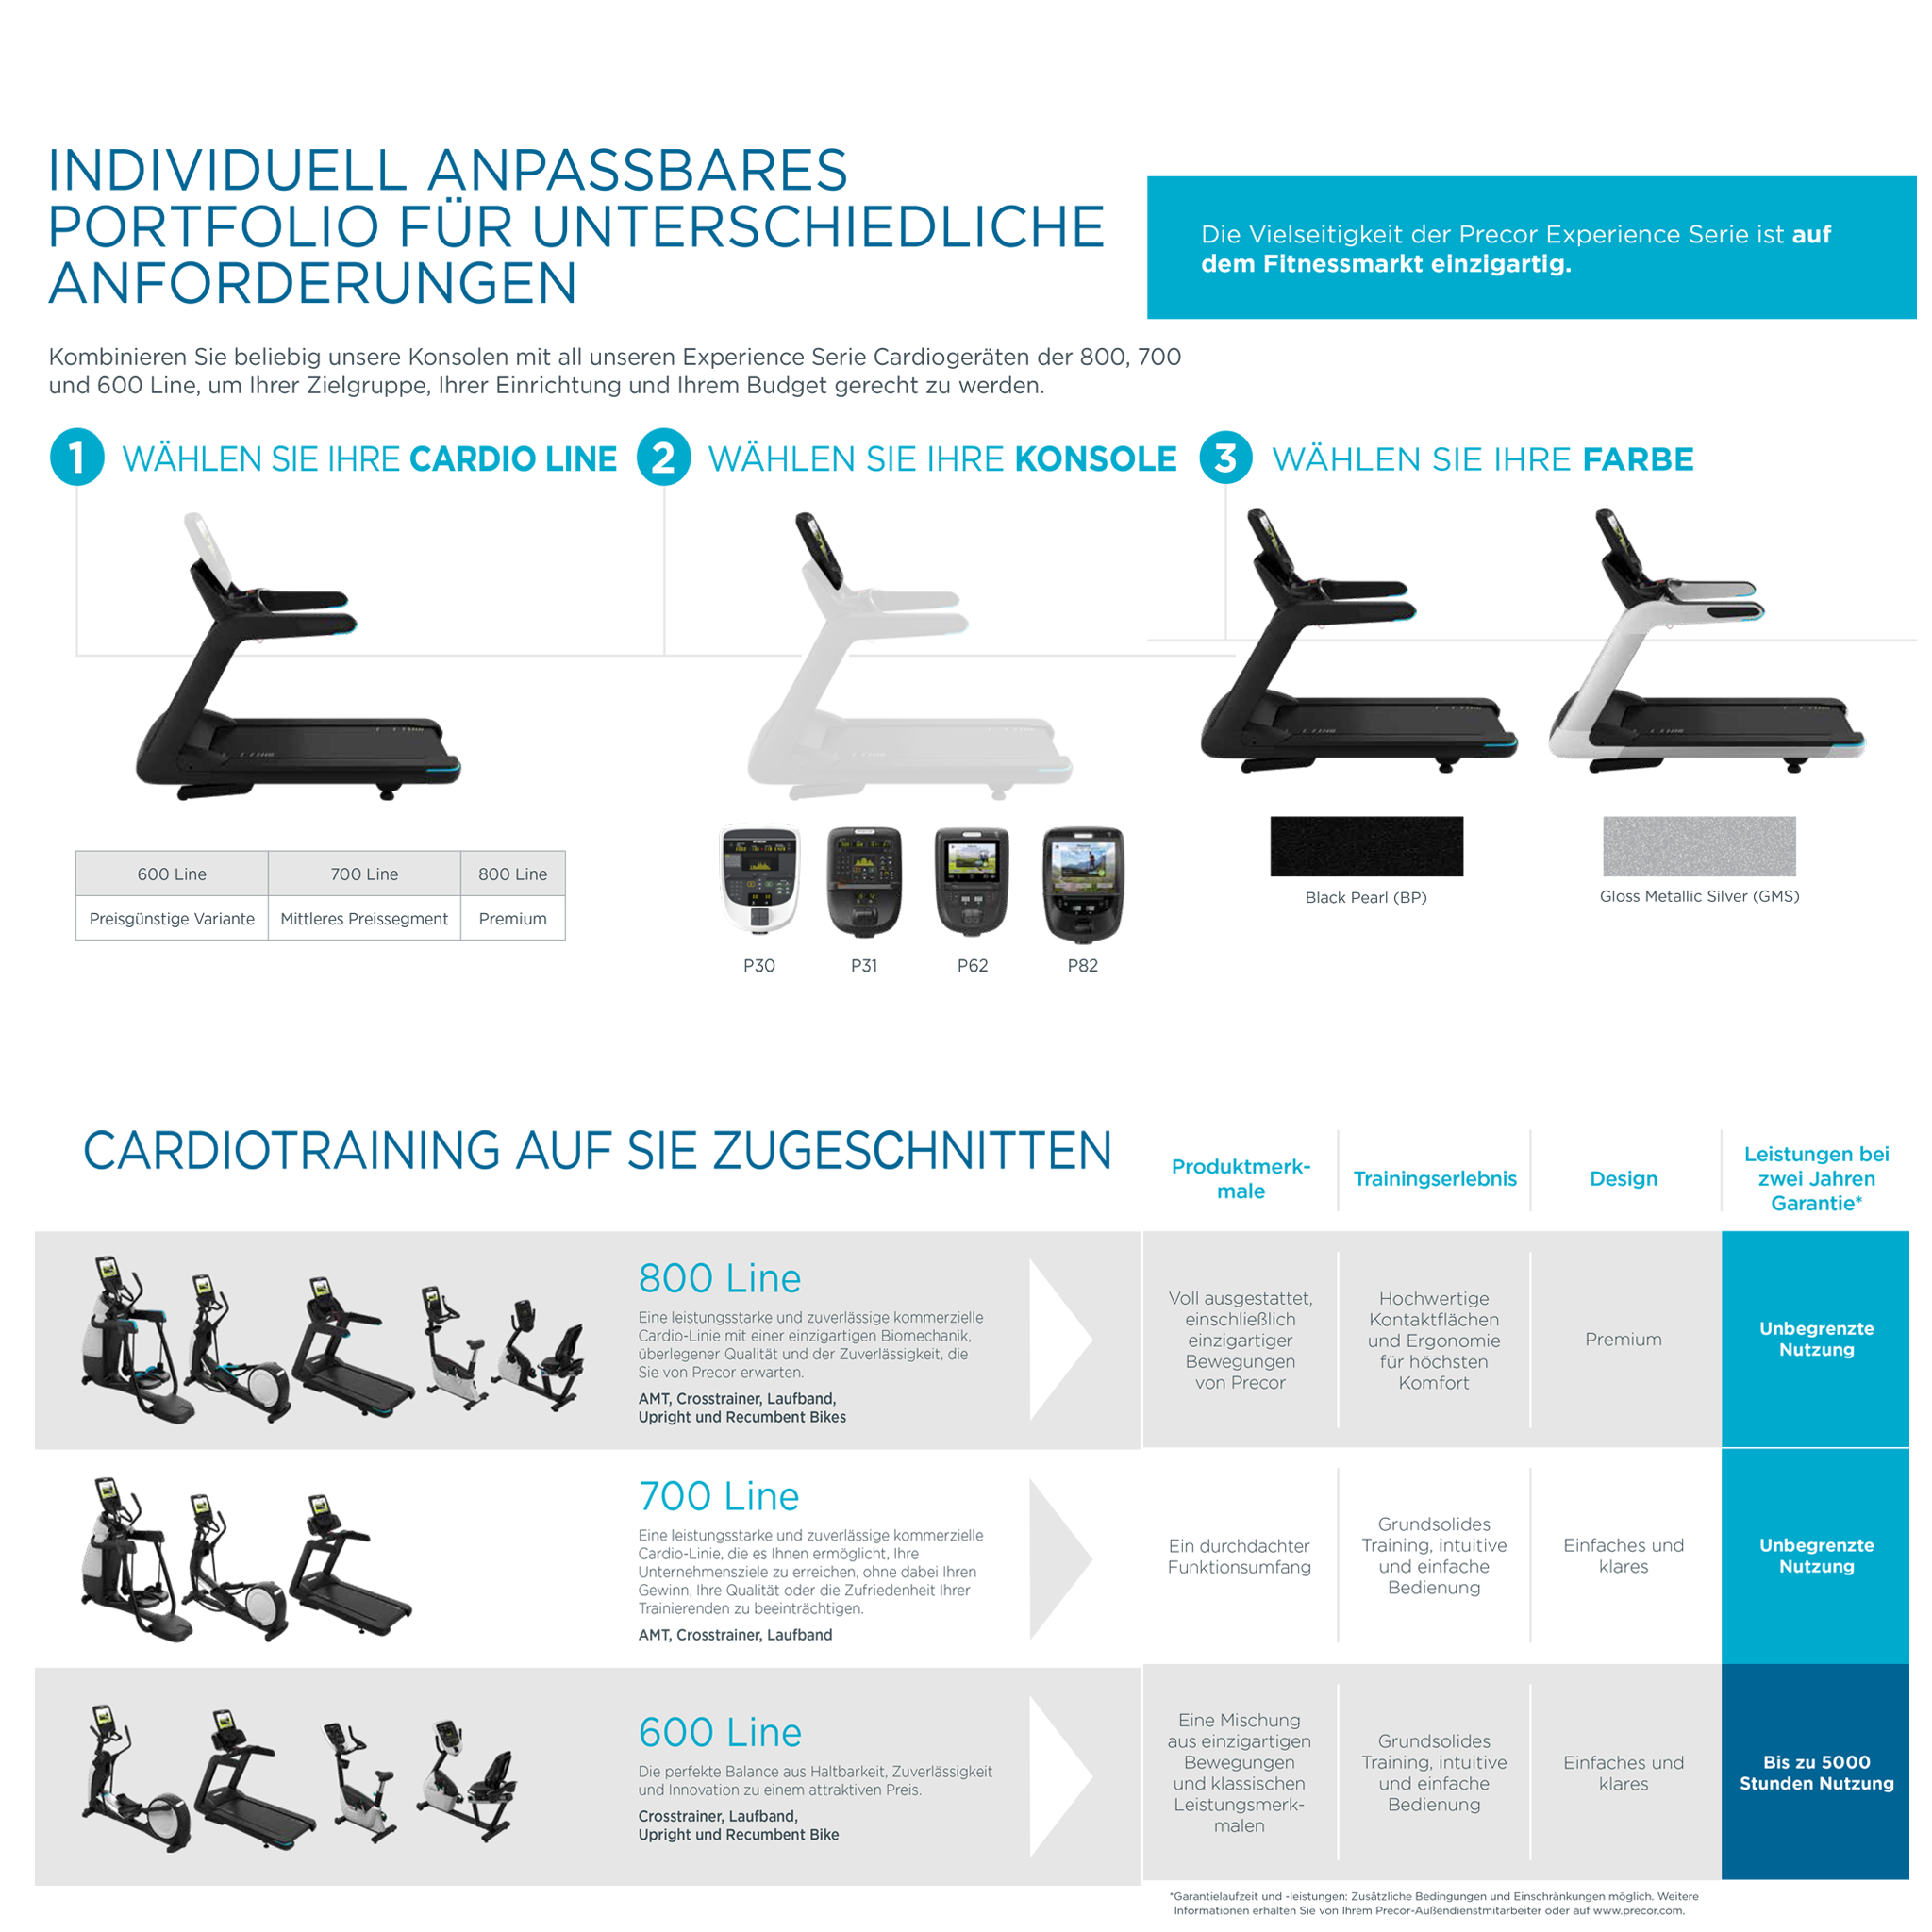 INDIVIDUELL ANPASSBARES
PORTFOLIO FÜR UNTERSCHIEDLICHE
ANFORDERUNGEN
Die Vielseitigkeit der Precor Experience Serie ist auf
dem Fitnessmarkt einzigartig.
Kombinieren Sie beliebig unsere Konsolen mit all unseren Experience Serie Cardiogeräten der 800, 700
und 600 Line, um Ihrer Zielgruppe, Ihrer Einrichtung und Ihrem Budget gerecht zu werden.
1 WÄHLEN SIE IHRE CARDIO LINE
2 WÄHLEN SIE IHRE KONSOLE
3 WÄHLEN SIE IHRE FARBE
600 Line 700 Line 800 Line
Preisgünstige Variante Mittleres Preissegment Premium
P30 P31 P62 P82
Black Pearl (BP) Gloss Metallic Silver (GMS)
CARDIOTRAINING AUF SIE ZUGESCHNITTEN
Produktmerk-
male
Trainingserlebnis
Design
Leistungen bei
zwei Jahren
Garantie*
800 Line
Eine leistungsstarke und zuverlässige kommerzielle
Cardio-Linie mit einer einzigartigen Biomechanik,
überlegener Qualität und der Zuverlässigkeit, die
Sie von Precor erwarten.
AMT, Crosstrainer, Laufband,
Upright und Recumbent Bikes
Voll ausgestattet,
einschließlich
einzigartiger
Bewegungen
von Precor
Hochwertige
Kontaktflächen
und Ergonomie
für höchsten
Komfort
Premium
Unbegrenzte
Nutzung
700 Line
Eine leistungsstarke und zuverlässige kommerzielle
Cardio-Linie, die es Ihnen ermöglicht, Ihre
Unternehmensziele zu erreichen, ohne dabei Ihren
Gewinn, Ihre Qualität oder die Zufriedenheit Ihrer
Trainierenden zu beeinträchtigen.
AMT, Crosstrainer, Laufband
Ein durchdachter
Funktionsumfang
Grundsolides
Training, intuitive
und einfache
Bedienung
Einfaches und
klares
Unbegrenzte
Nutzung
600 Line
Die perfekte Balance aus Haltbarkeit, Zuverlässigkeit
und Innovation zu einem attraktiven Preis.
Crosstrainer, Laufband,
Upright und Recumbent Bike
Eine Mischung
aus einzigartigen
Bewegungen
und klassischen
Leistungsmerk-
malen
Grundsolides
Training, intuitive
und einfache
Bedienung
Einfaches und
klares
Bis zu 5000
Stunden Nutzung
*Garantielaufzeit und -leistungen: Zusätzliche Bedingungen und Einschränkungen möglich. Weitere
Informationen erhalten Sie von Ihrem Precor-Außendienstmitarbeiter oder auf www.precor.com.